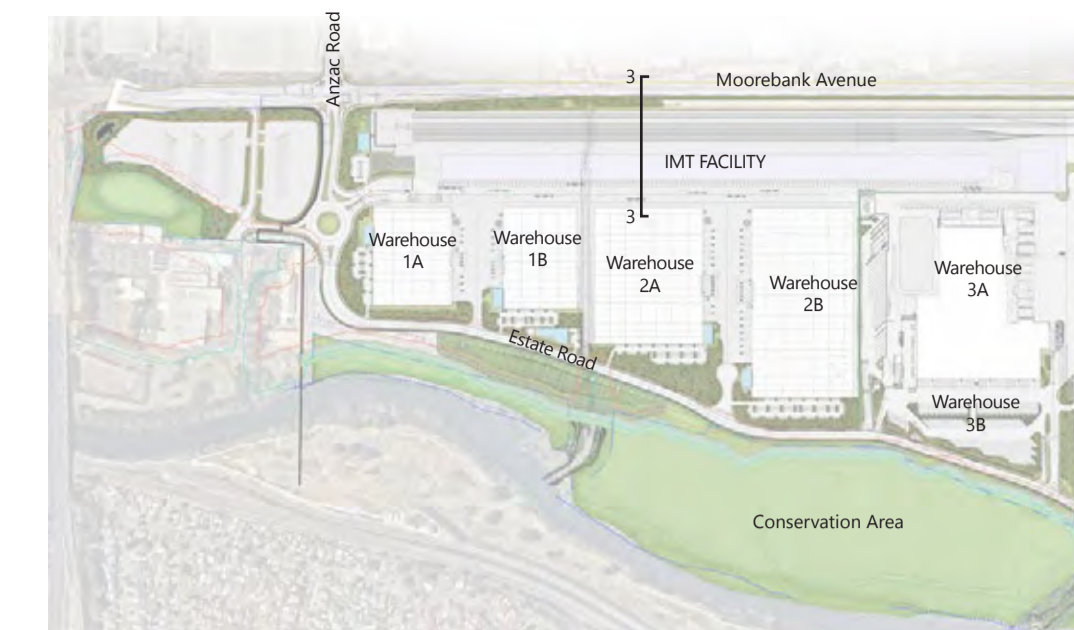 Anzac Road
3
Moorebank Avenue
IMT FACILITY
3
Warehouse
1A
Warehouse
1B
Warehouse
2A
Warehouse
2B
Warehouse
3A
Estate Road
Warehouse
3B
Conservation Area